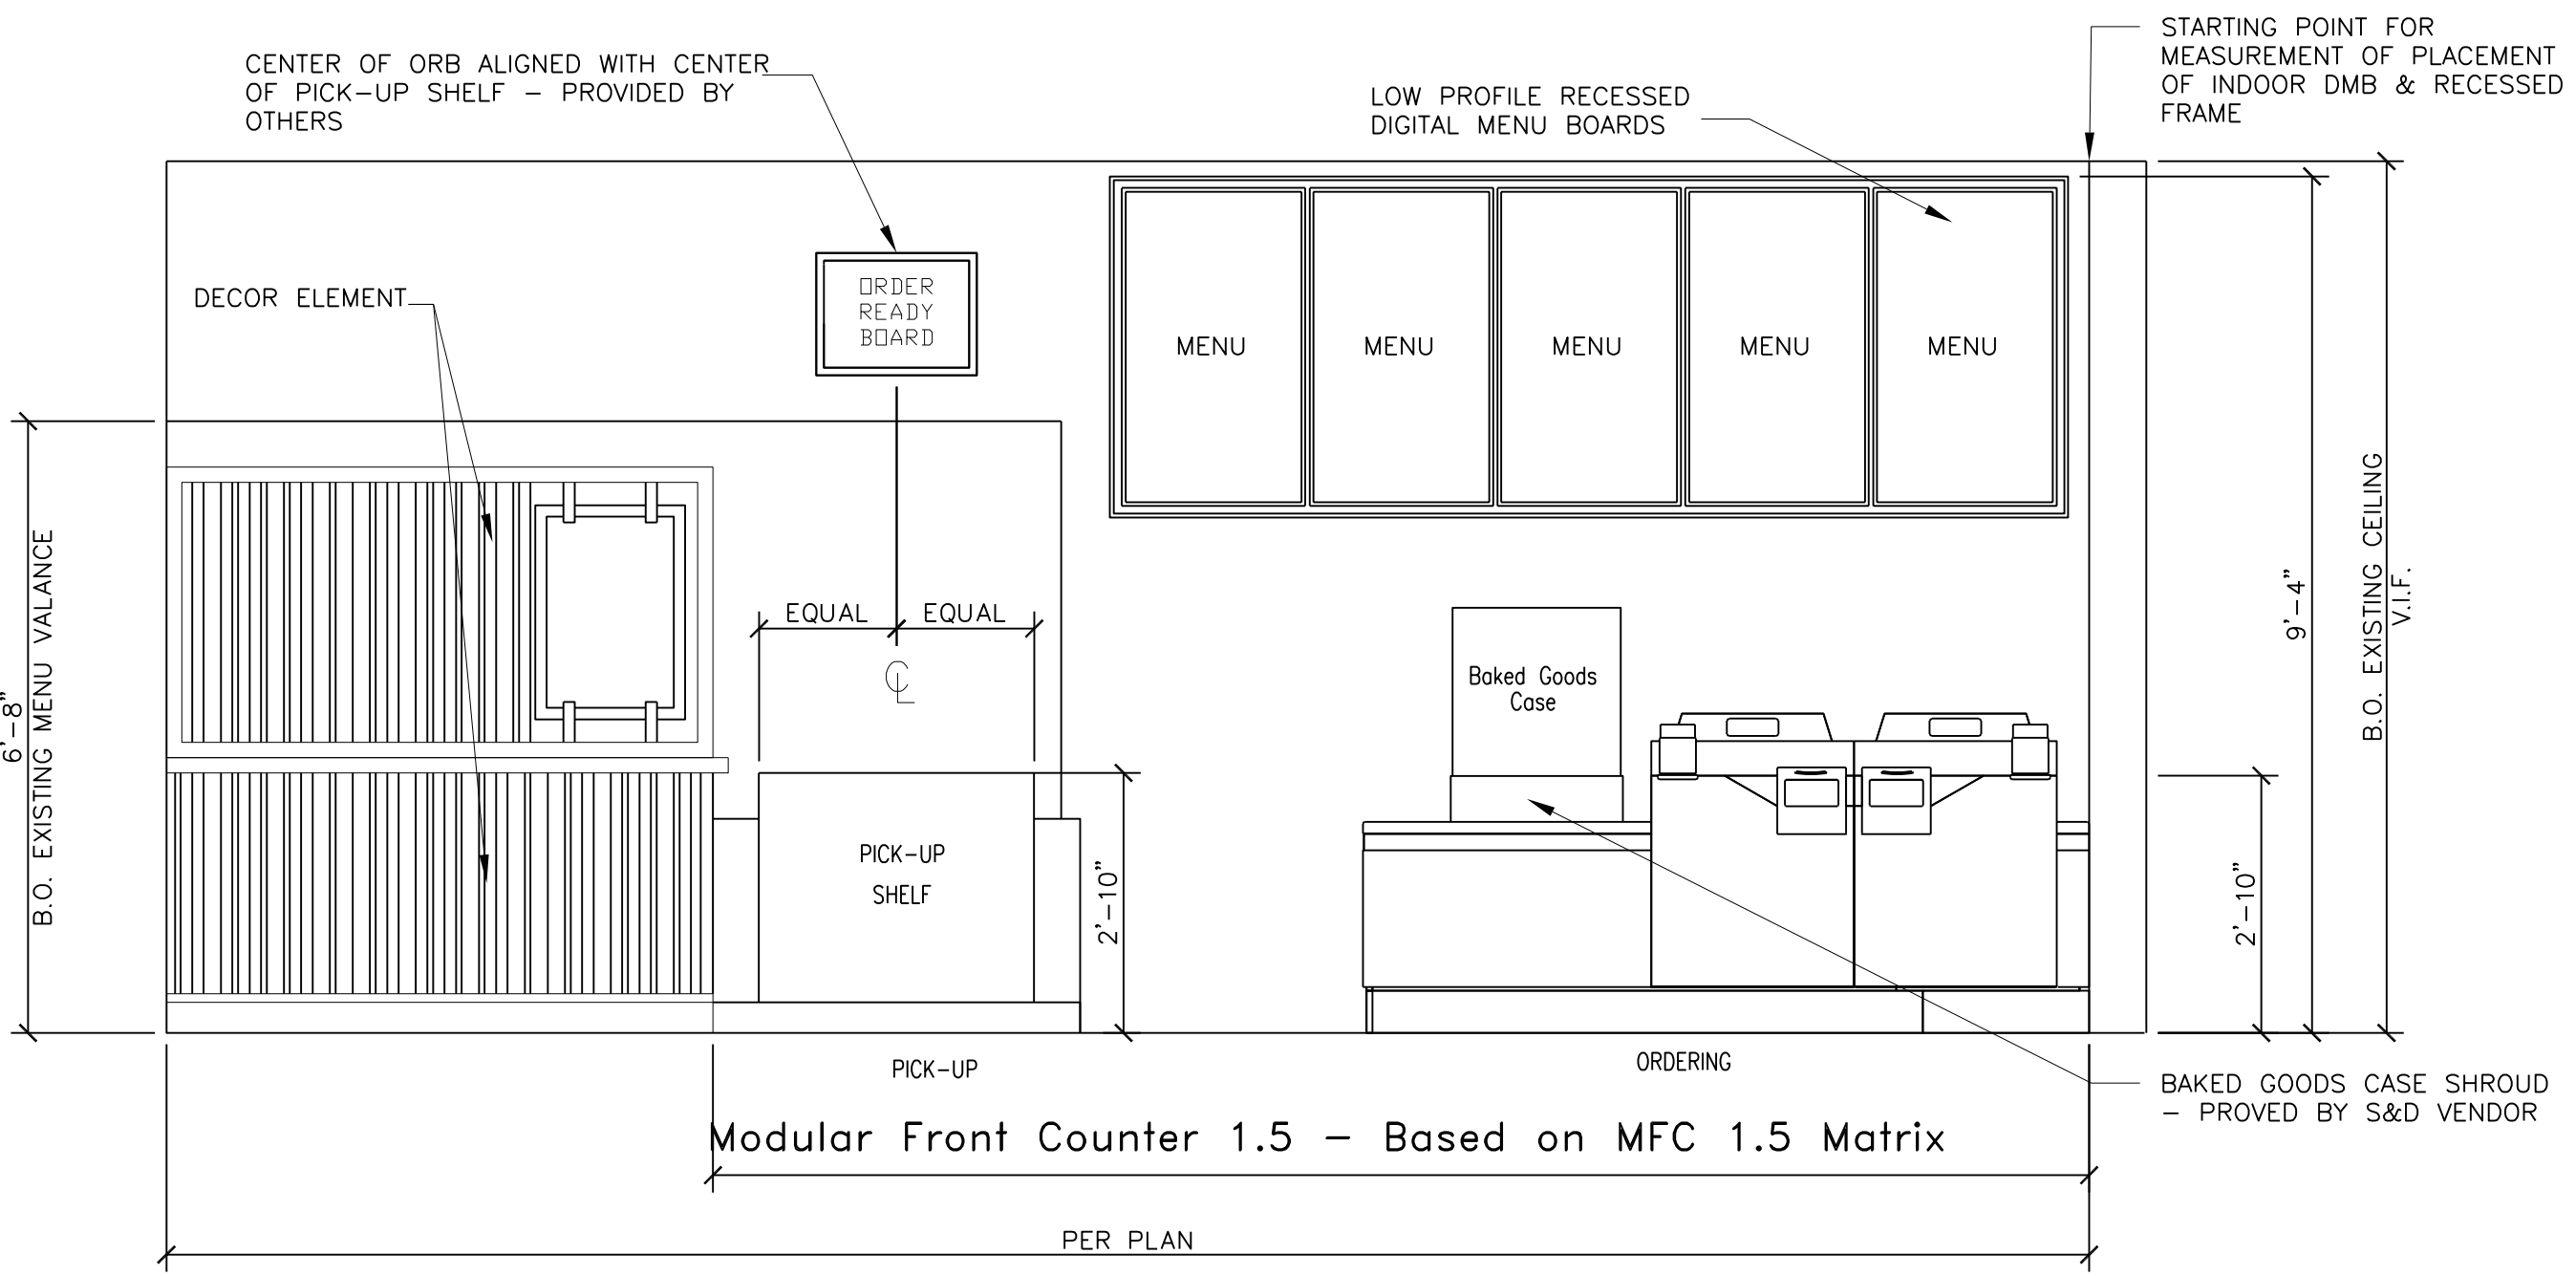 STARTING POINT FOR
MEASUREMENT OF PLACEMENT
OF INDOOR DMB & RECESSED
FRAME
CENTER OF ORB ALIGNED WITH CENTER
OF PICK-UP SHELF - PROVIDED BY
OTHERS
LOW PROFILE RECESSED
DIGITAL MENU BOARDS
DECOR ELEMENT
ORDER
READY
BOARD
MENU
MENU
MENU
MENU
MENU
6'-8"
B.O. EXISTING MENU VALANCE
EQUAL
EQUAL
CL
Baked Goods
Case
PICK-UP
SHELF
2'-10"
2'-10"
9'-4"
B.O. EXISTING CEILING
V.I.F.
PICK-UP
ORDERING
BAKED GOODS CASE SHROUD
- PROVED BY S&D VENDOR
Modular Front Counter 1.5 - Based on MFC 1.5 Matrix
PER PLAN